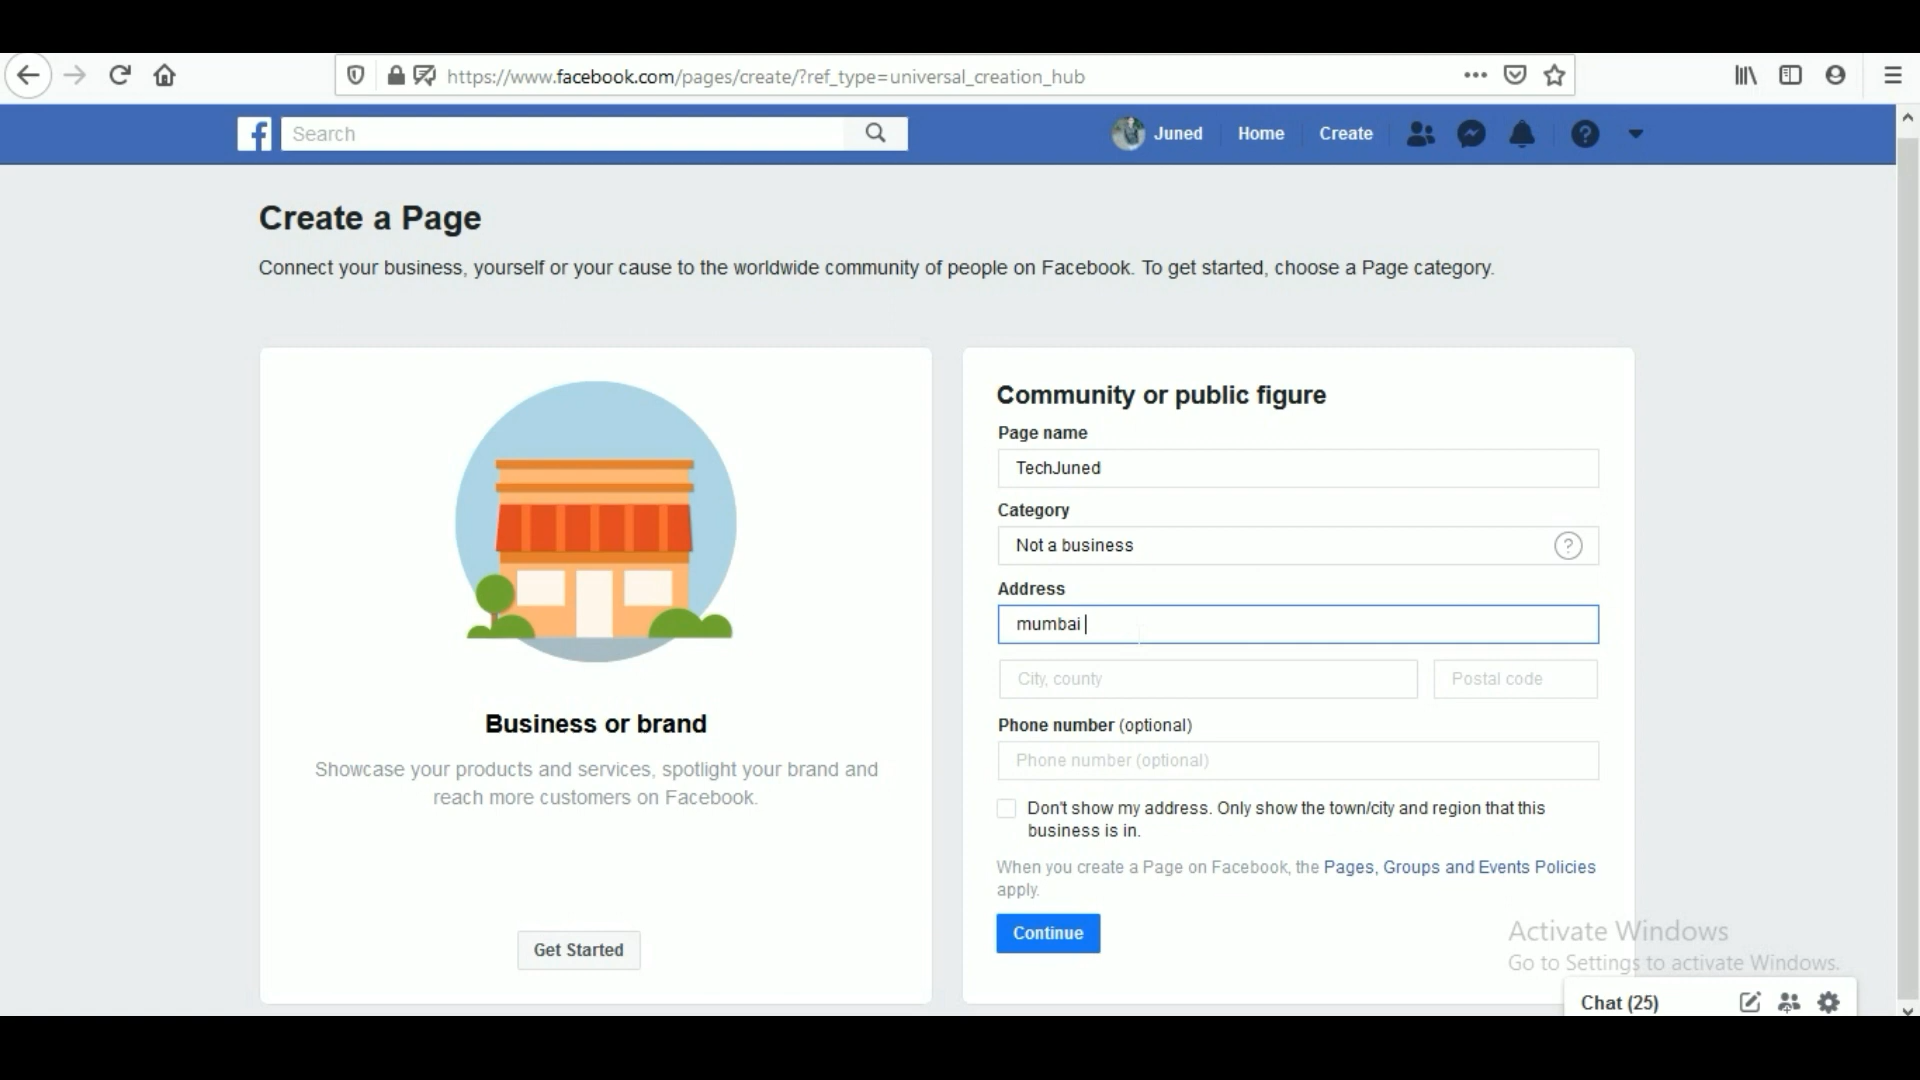 https://www.facebook.com/pages/create/?ref_type=universal_creation_hub
Search
Juned
Home
Create
Create a Page
Connect your business, yourself or your cause to the worldwide community of people on Facebook. To get started, choose a Page category.
Business or brand
Showcase your products and services, spotlight your brand and
reach more customers on Facebook.
Get Started
Community or public figure
Page name
TechJuned
Category
Not a business
?
Address
mumbai
City, county
Postal code
Phone number (optional)
Phone number (optional)
Don't show my address. Only show the town/city and region that this
business is in.
When you create a Page on Facebook, the Pages, Groups and Events Policies
apply.
Continue
Activate Windows
Go to Settings to activate Windows.
Chat (25)